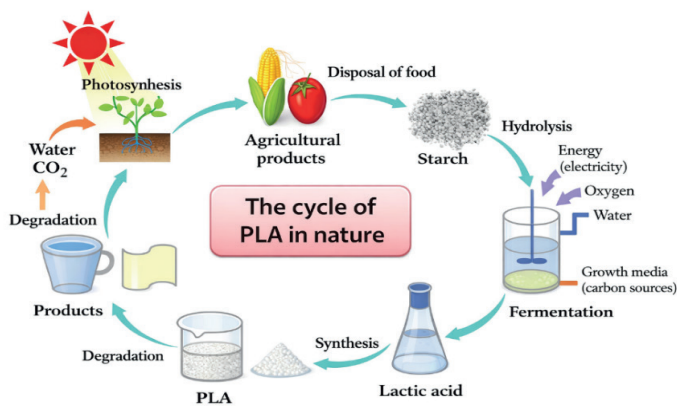 Photosynhesis
Disposal of food
Agricultural
products
Starch
Hydrolysis
Energy
(electricity)
Oxygen
Water
Growth media
(carbon sources)
Fermentation
Lactic acid
Synthesis
PLA
Degradation
Products
Degradation
Water
CO₂
The cycle of
PLA in nature